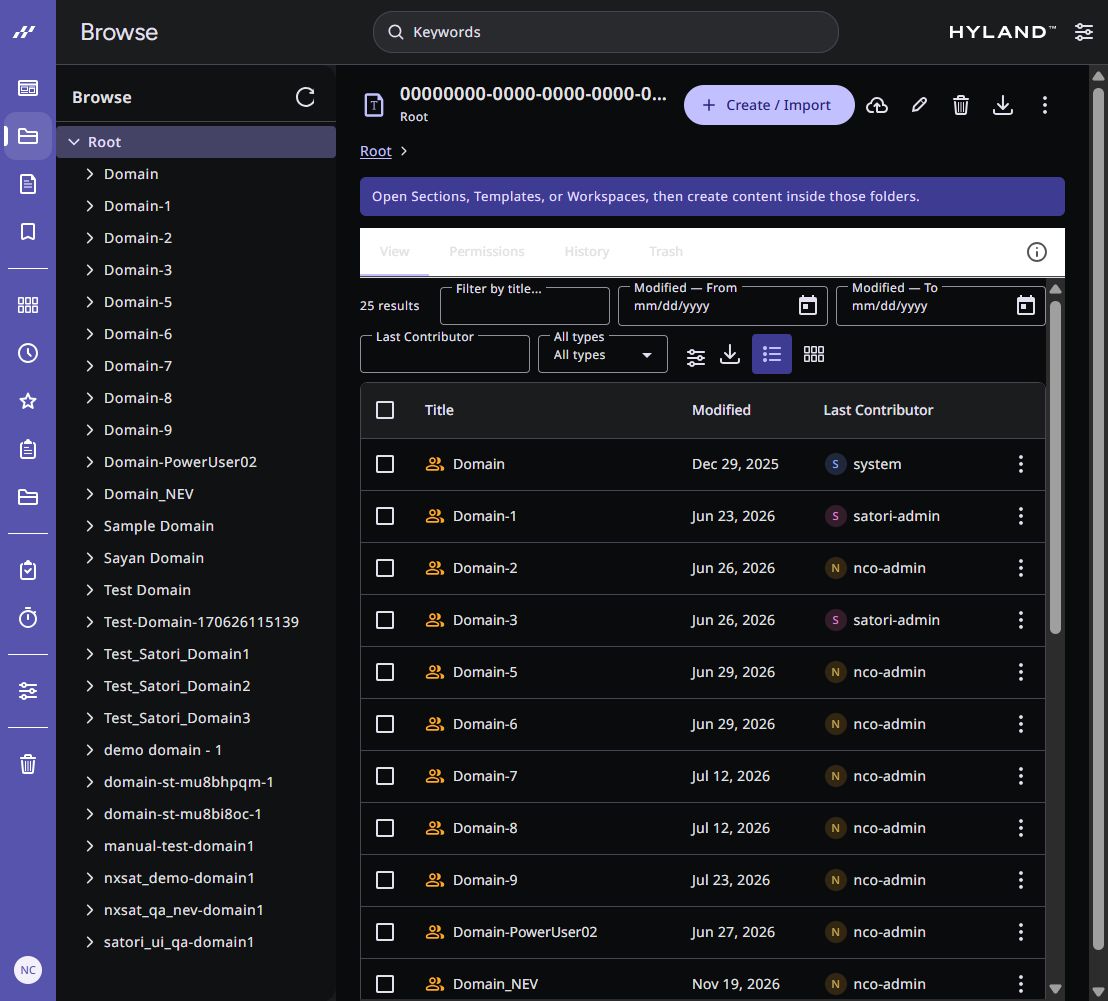 Browse
Keywords
HYLAND™
Browse
Root
Domain
Domain-1
Domain-2
Domain-3
Domain-5
Domain-6
Domain-7
Domain-8
Domain-9
Domain-PowerUser02
Domain_NEV
Sample Domain
Sayan Domain
Test Domain
Test-Domain-170626115139
Test_Satori_Domain1
Test_Satori_Domain2
Test_Satori_Domain3
demo domain - 1
domain-st-mu8bhpqm-1
domain-st-mu8bi8oc-1
manual-test-domain1
nxsat_demo-domain1
nxsat_qa_nev-domain1
satori_ui_qa-domain1
NC
T
00000000-0000-0000-0000-0...
Root
Create / Import
Root
Open Sections, Templates, or Workspaces, then create content inside those folders.
View Permissions History Trash
25 results
Filter by title...
Modified — From
mm/dd/yyyy
Modified — To
mm/dd/yyyy
Last Contributor
All types
All types
Title Modified Last Contributor
Domain Dec 29, 2025 S system
Domain-1 Jun 23, 2026 S satori-admin
Domain-2 Jun 26, 2026 N nco-admin
Domain-3 Jun 26, 2026 S satori-admin
Domain-5 Jun 29, 2026 N nco-admin
Domain-6 Jun 29, 2026 N nco-admin
Domain-7 Jul 12, 2026 N nco-admin
Domain-8 Jul 12, 2026 N nco-admin
Domain-9 Jul 23, 2026 N nco-admin
Domain-PowerUser02 Jun 27, 2026 N nco-admin
Domain_NEV Nov 19, 2026 N nco-admin